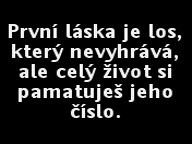 První láska je los,
který nevyhrává,
ale celý život si
pamatuješ jeho
číslo.